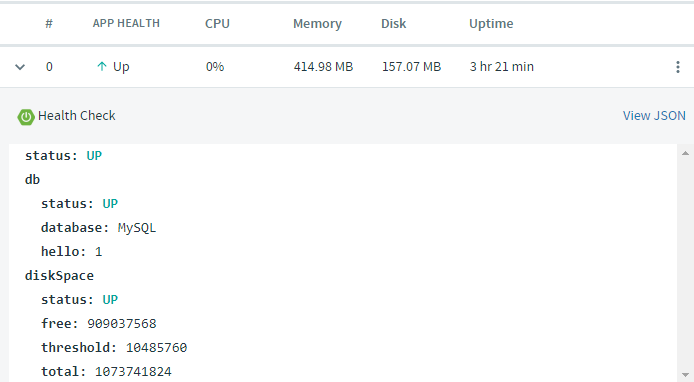 # APP HEALTH CPU Memory Disk Uptime
0 Up 0% 414.98 MB 157.07 MB 3 hr 21 min
Health Check View JSON
status: UP
db
status: UP
database: MySQL
hello: 1
diskSpace
status: UP
free: 909037568
threshold: 10485760
total: 1073741824